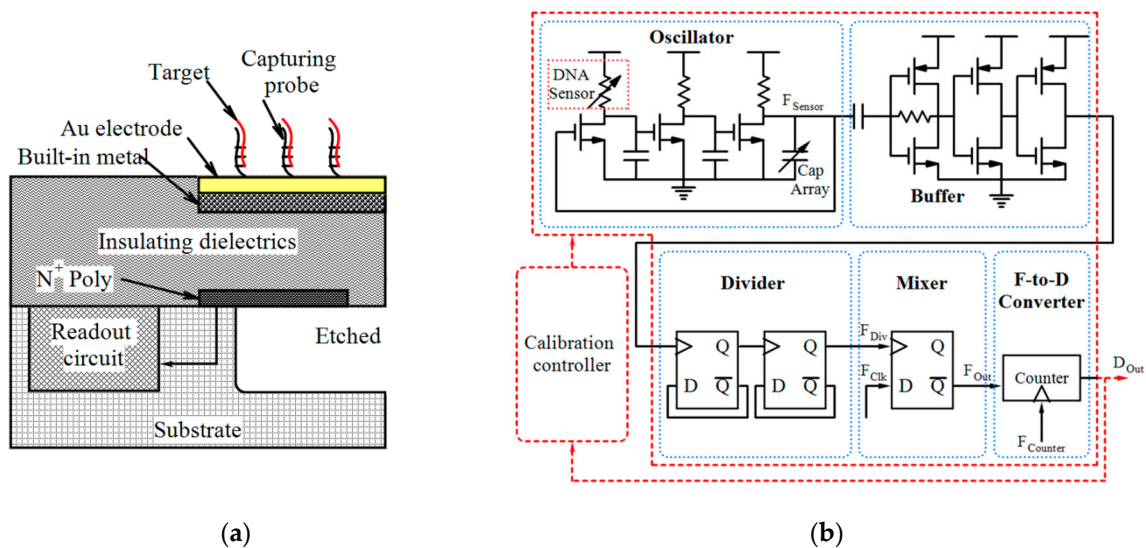 Target
Capturing
probe
Au electrode
Built-in metal
Insulating dielectrics
N+ Poly
Readout
circuit
Etched
Substrate
(a)
Oscillator
DNA
Sensor
FSensor
Cap
Array
Buffer
Calibration
controller
Divider
Q
D Q̅
Q
D Q̅
Mixer
FDiv
FClk
Q
D Q̅
FOut
F-to-D
Converter
Counter
FCounter
DOut
(b)